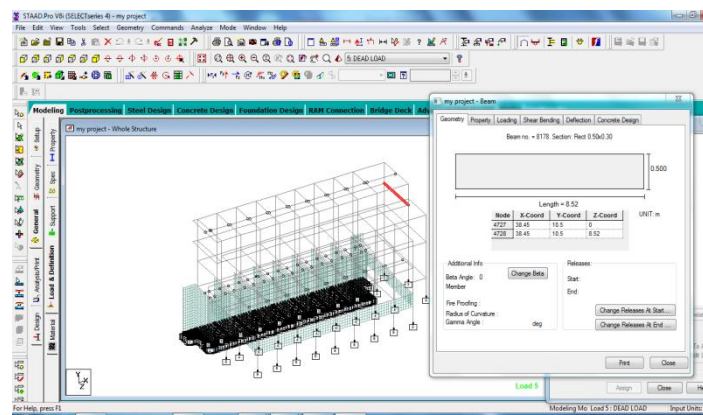 STAAD.Pro V8i (SELECTseries 4) - my project
File Edit View Tools Select Geometry Commands Analyze Mode Window Help
5: DEAD LOAD
Modeling Postprocessing Steel Design Concrete Design Foundation Design RAM Connection Bridge Deck
my project - Whole Structure
Setup
Geometry
General
Analysis/Print
Design
Property
Spec
Support
Load & Definition
Material
Y
X
Z
Load 5
my project - Beam
Geometry Property Loading Shear Bending Deflection Concrete Design
Beam no. = 8178. Section: Rect 0.50x0.30
0.500
Length = 8.52
UNIT: m
Node X-Coord Y-Coord Z-Coord
4727 38.45 10.5 0
4728 38.45 10.5 8.52
Additional Info
Beta Angle: 0
Change Beta
Member
Fire Proofing :
Radius of Curvature :
Gamma Angle : deg
Releases:
Start:
End:
Change Releases At Start...
Change Releases At End ...
Print Close
Assign Close
For Help, press F1
Modeling Mo Load 5 : DEAD LOAD Input Units: